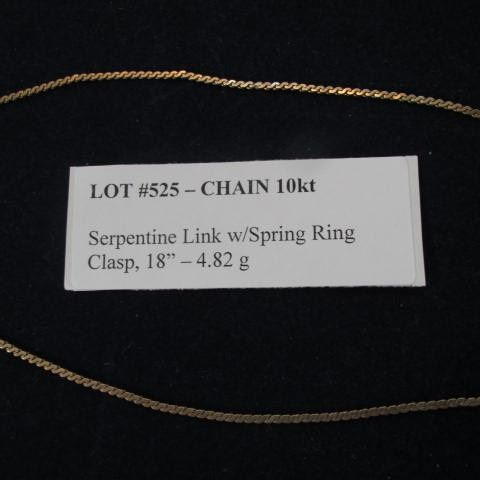 LOT #525 – CHAIN 10kt
Serpentine Link w/Spring Ring
Clasp, 18” – 4.82 g